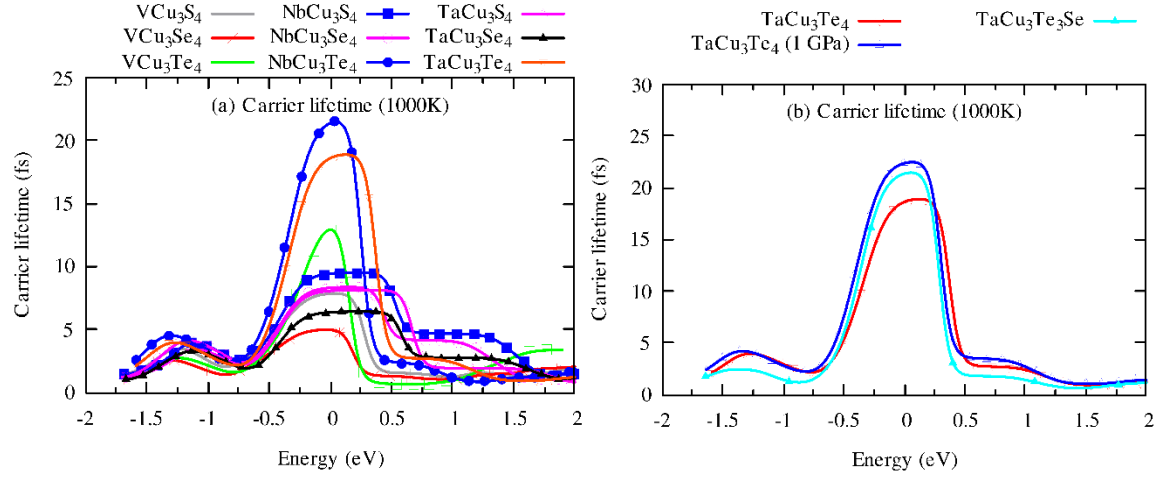 VCu3S4 NbCu3S4 TaCu3S4
VCu3Se4 NbCu3Se4 TaCu3Se4
VCu3Te4 NbCu3Te4 TaCu3Te4
(a) Carrier lifetime (1000K)
Carrier lifetime (fs)
25
20
15
10
5
0
-2 -1.5 -1 -0.5 0 0.5 1 1.5 2
Energy (eV)
TaCu3Te4 TaCu3Te3Se
TaCu3Te4 (1 GPa)
(b) Carrier lifetime (1000K)
Carrier lifetime (fs)
30
25
20
15
10
5
0
-2 -1.5 -1 -0.5 0 0.5 1 1.5 2
Energy (eV)